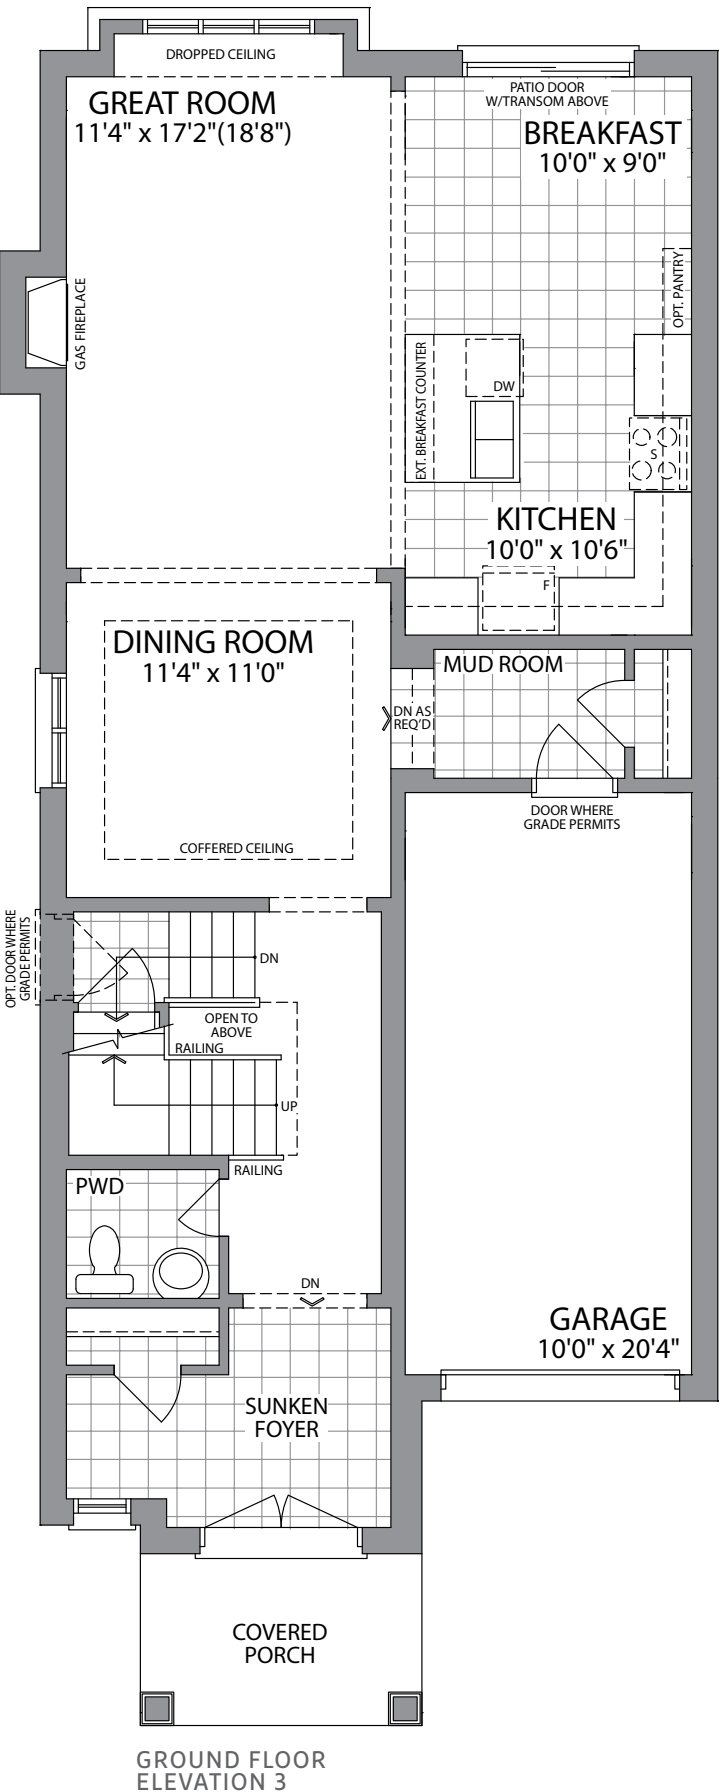 DROPPED CEILING
GREAT ROOM
11'4" x 17'2"(18'8")
PATIO DOOR
W/TRANSOM ABOVE
BREAKFAST
10'0" x 9'0"
GAS FIREPLACE
OPT. PANTRY
EXT. BREAKFAST COUNTER
DW
S
KITCHEN
10'0" x 10'6"
F
DINING ROOM
11'4" x 11'0"
MUD ROOM
DN AS
REQ'D
DOOR WHERE
GRADE PERMITS
COFFERED CEILING
OPT. DOOR WHERE
GRADE PERMITS
DN
OPEN TO
ABOVE
RAILING
UP
RAILING
PWD
DN
GARAGE
10'0" x 20'4"
SUNKEN
FOYER
COVERED
PORCH
GROUND FLOOR
ELEVATION 3